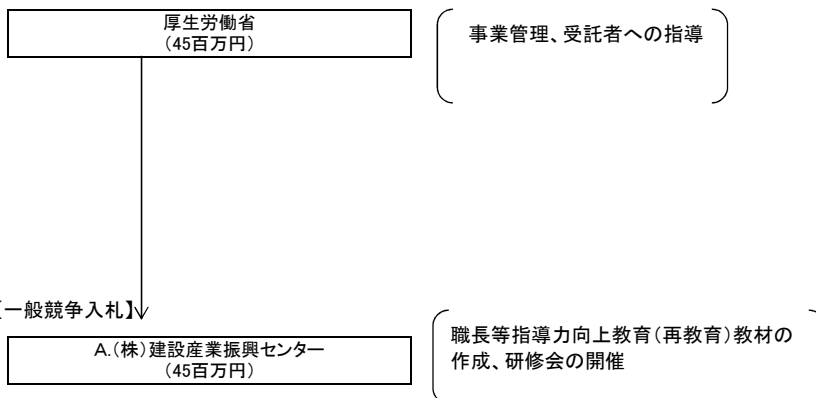 厚生労働省
(45百万円)
事業管理、受託者への指導
【一般競争入札】
A.(株)建設産業振興センター
(45百万円)
職長等指導力向上教育(再教育)教材の
作成、研修会の開催